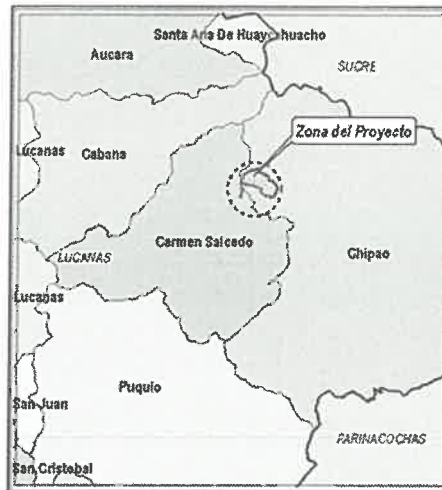 Santa Ana De Huaycahuacho
Aucara
SUCRE
Zona del Proyecto
Lucanas
Cabana
Carmen Salcedo
LUCANAS
Chipao
Lucanas
Puquio
San Juan
PARINACOCHAS
San Cristobal